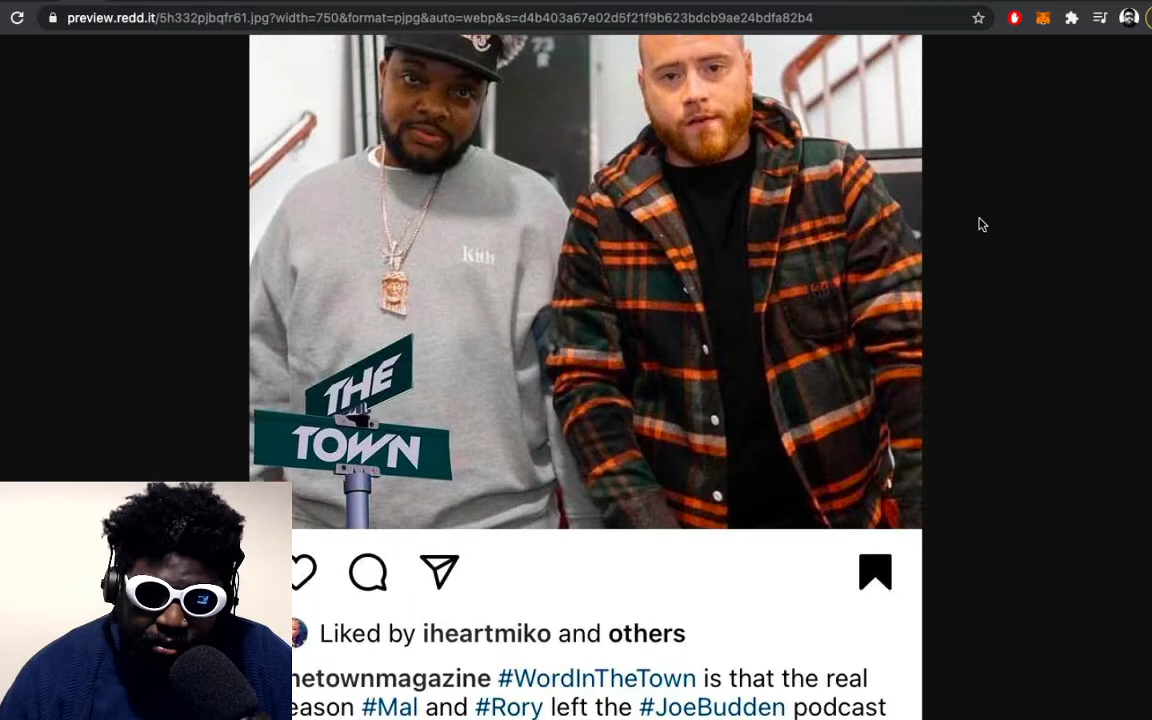 preview.redd.it/5h332pjbqfr61.jpg?width=750&format=pjpg&auto=webp&s=d4b403a67e02d5f21f9b623bdcb9ae24bdfa82b4
73
Kith
THE
TOWN
Liked by iheartmiko and others
hetownmagazine #WordInTheTown is that the real
eason #Mal and #Rory left the #JoeBudden podcast